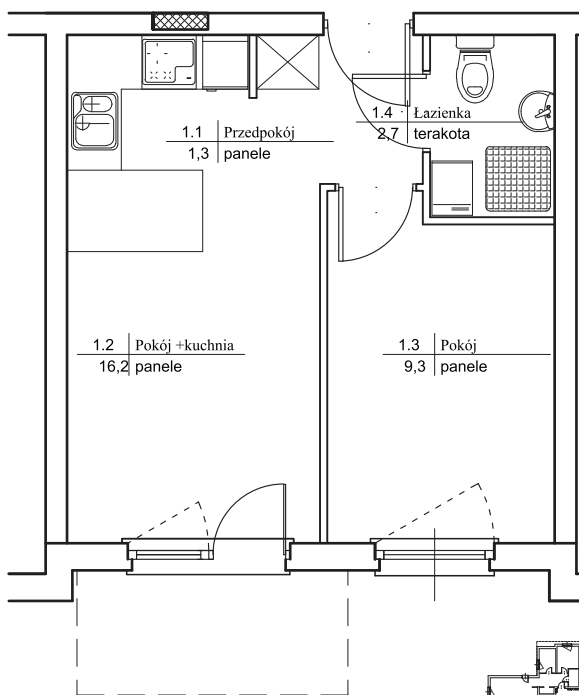 1.4 Łazienka
2,7 terakota
1.1 Przedpokój
1,3 panele
1.2 Pokój +kuchnia
16,2 panele
1.3 Pokój
9,3 panele